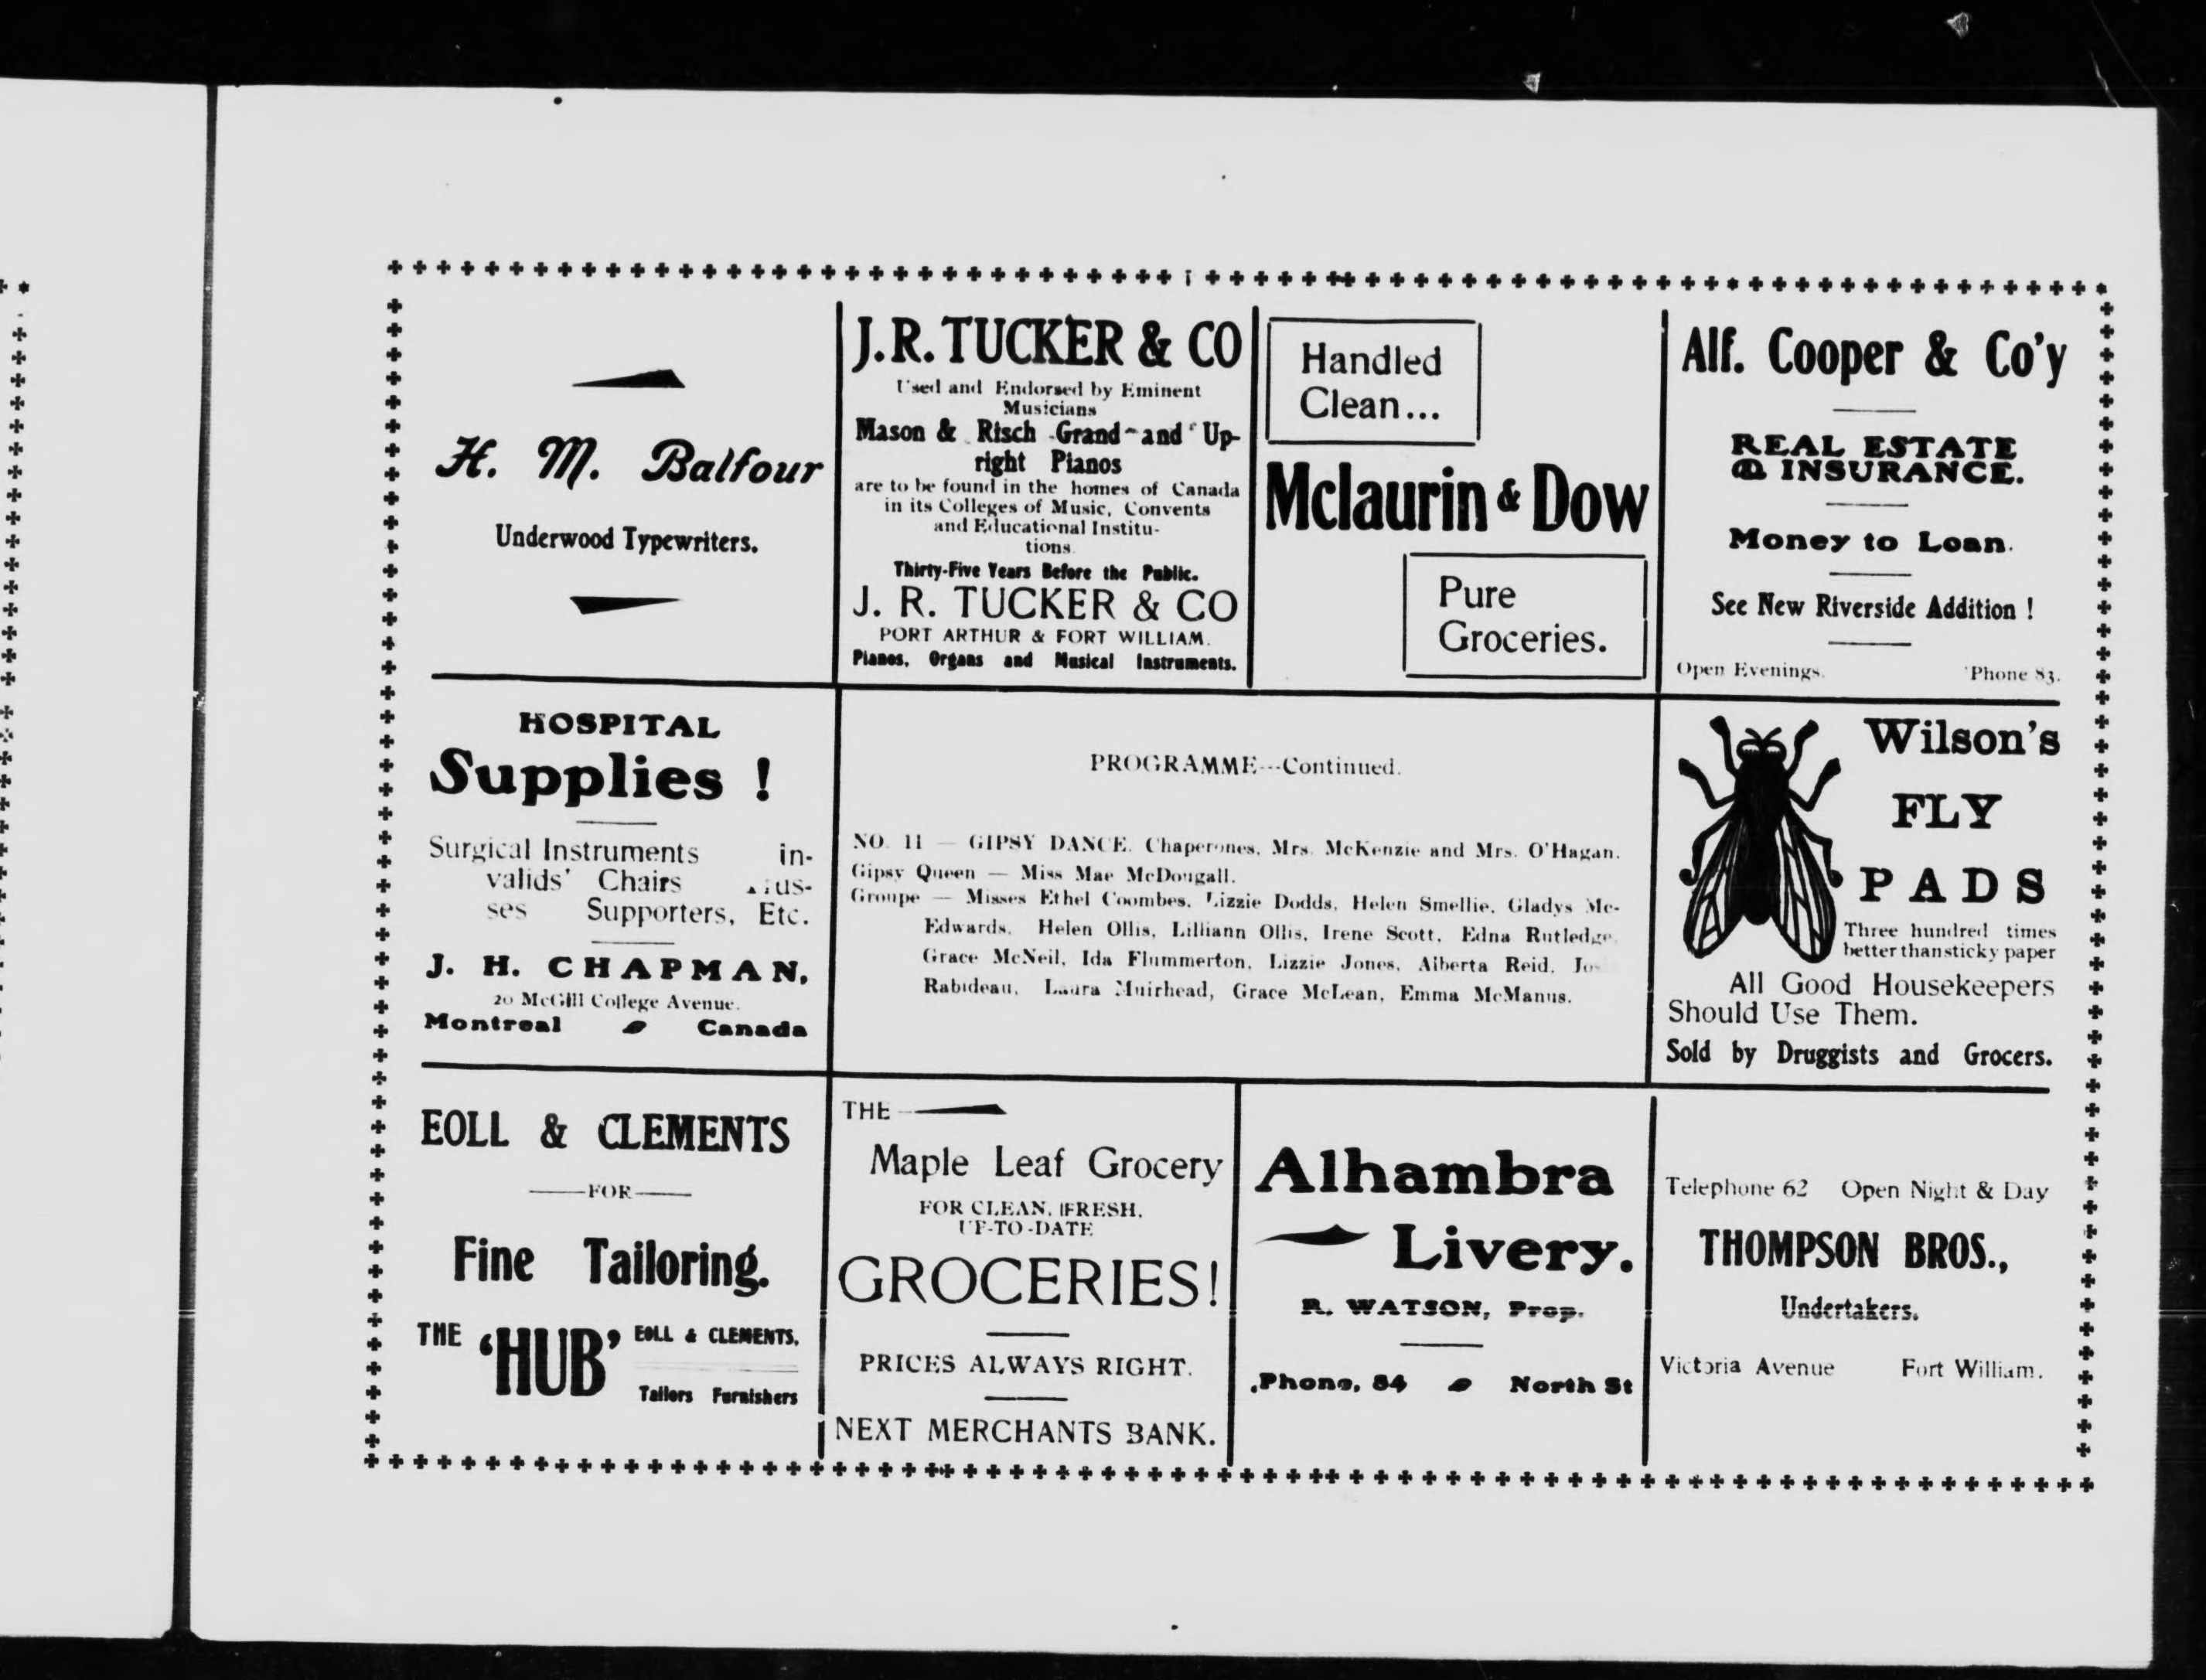 H. M. Balfour
Underwood Typewriters.
J. R. TUCKER & CO
Used and Endorsed by Eminent
Musicians
Mason & Risch Grand and Up-
right Pianos
are to be found in the homes of Canada
in its Colleges of Music, Convents
and Educational Institu-
tions.
Thirty-Five Years Before the Public.
J. R. TUCKER & CO
PORT ARTHUR & FORT WILLIAM.
Pianos, Organs and Musical Instruments.
Handled
Clean...
Mclaurin & Dow
Pure
Groceries.
Alf. Cooper & Co'y
REAL ESTATE
& INSURANCE.
Money to Loan.
See New Riverside Addition !
Open Evenings. 'Phone 83.
HOSPITAL
Supplies !
Surgical Instruments in-
valids' Chairs
ses Supporters, Etc.
J. H. CHAPMAN,
20 McGill College Avenue.
Montreal Canada
PROGRAMME---Continued.
NO. 11 — GIPSY DANCE. Chaperones, Mrs. McKenzie and Mrs. O'Hagan.
Gipsy Queen — Miss Mae McDougall.
Groupe — Misses Ethel Coombes, Lizzie Dodds, Helen Smellie, Gladys Mc-
Edwards, Helen Ollis, Lilliann Ollis, Irene Scott, Edna Rutledge,
Grace McNeil, Ida Flummerton, Lizzie Jones, Alberta Reid,
Rabideau, Laura Muirhead, Grace McLean, Emma McManus.
Wilson's
FLY
PADS
Three hundred times
better than sticky paper
All Good Housekeepers
Should Use Them.
Sold by Druggists and Grocers.
EOLL & CLEMENTS
FOR
Fine Tailoring.
THE 'HUB' EOLL & CLEMENTS,
Tailors Furnishers
THE
Maple Leaf Grocery
FOR CLEAN, FRESH,
UP-TO-DATE
GROCERIES!
PRICES ALWAYS RIGHT.
NEXT MERCHANTS BANK.
Alhambra
Livery.
R. WATSON, Prop.
Phone, 84 North St
Telephone 62 Open Night & Day
THOMPSON BROS.,
Undertakers.
Victoria Avenue Fort William.